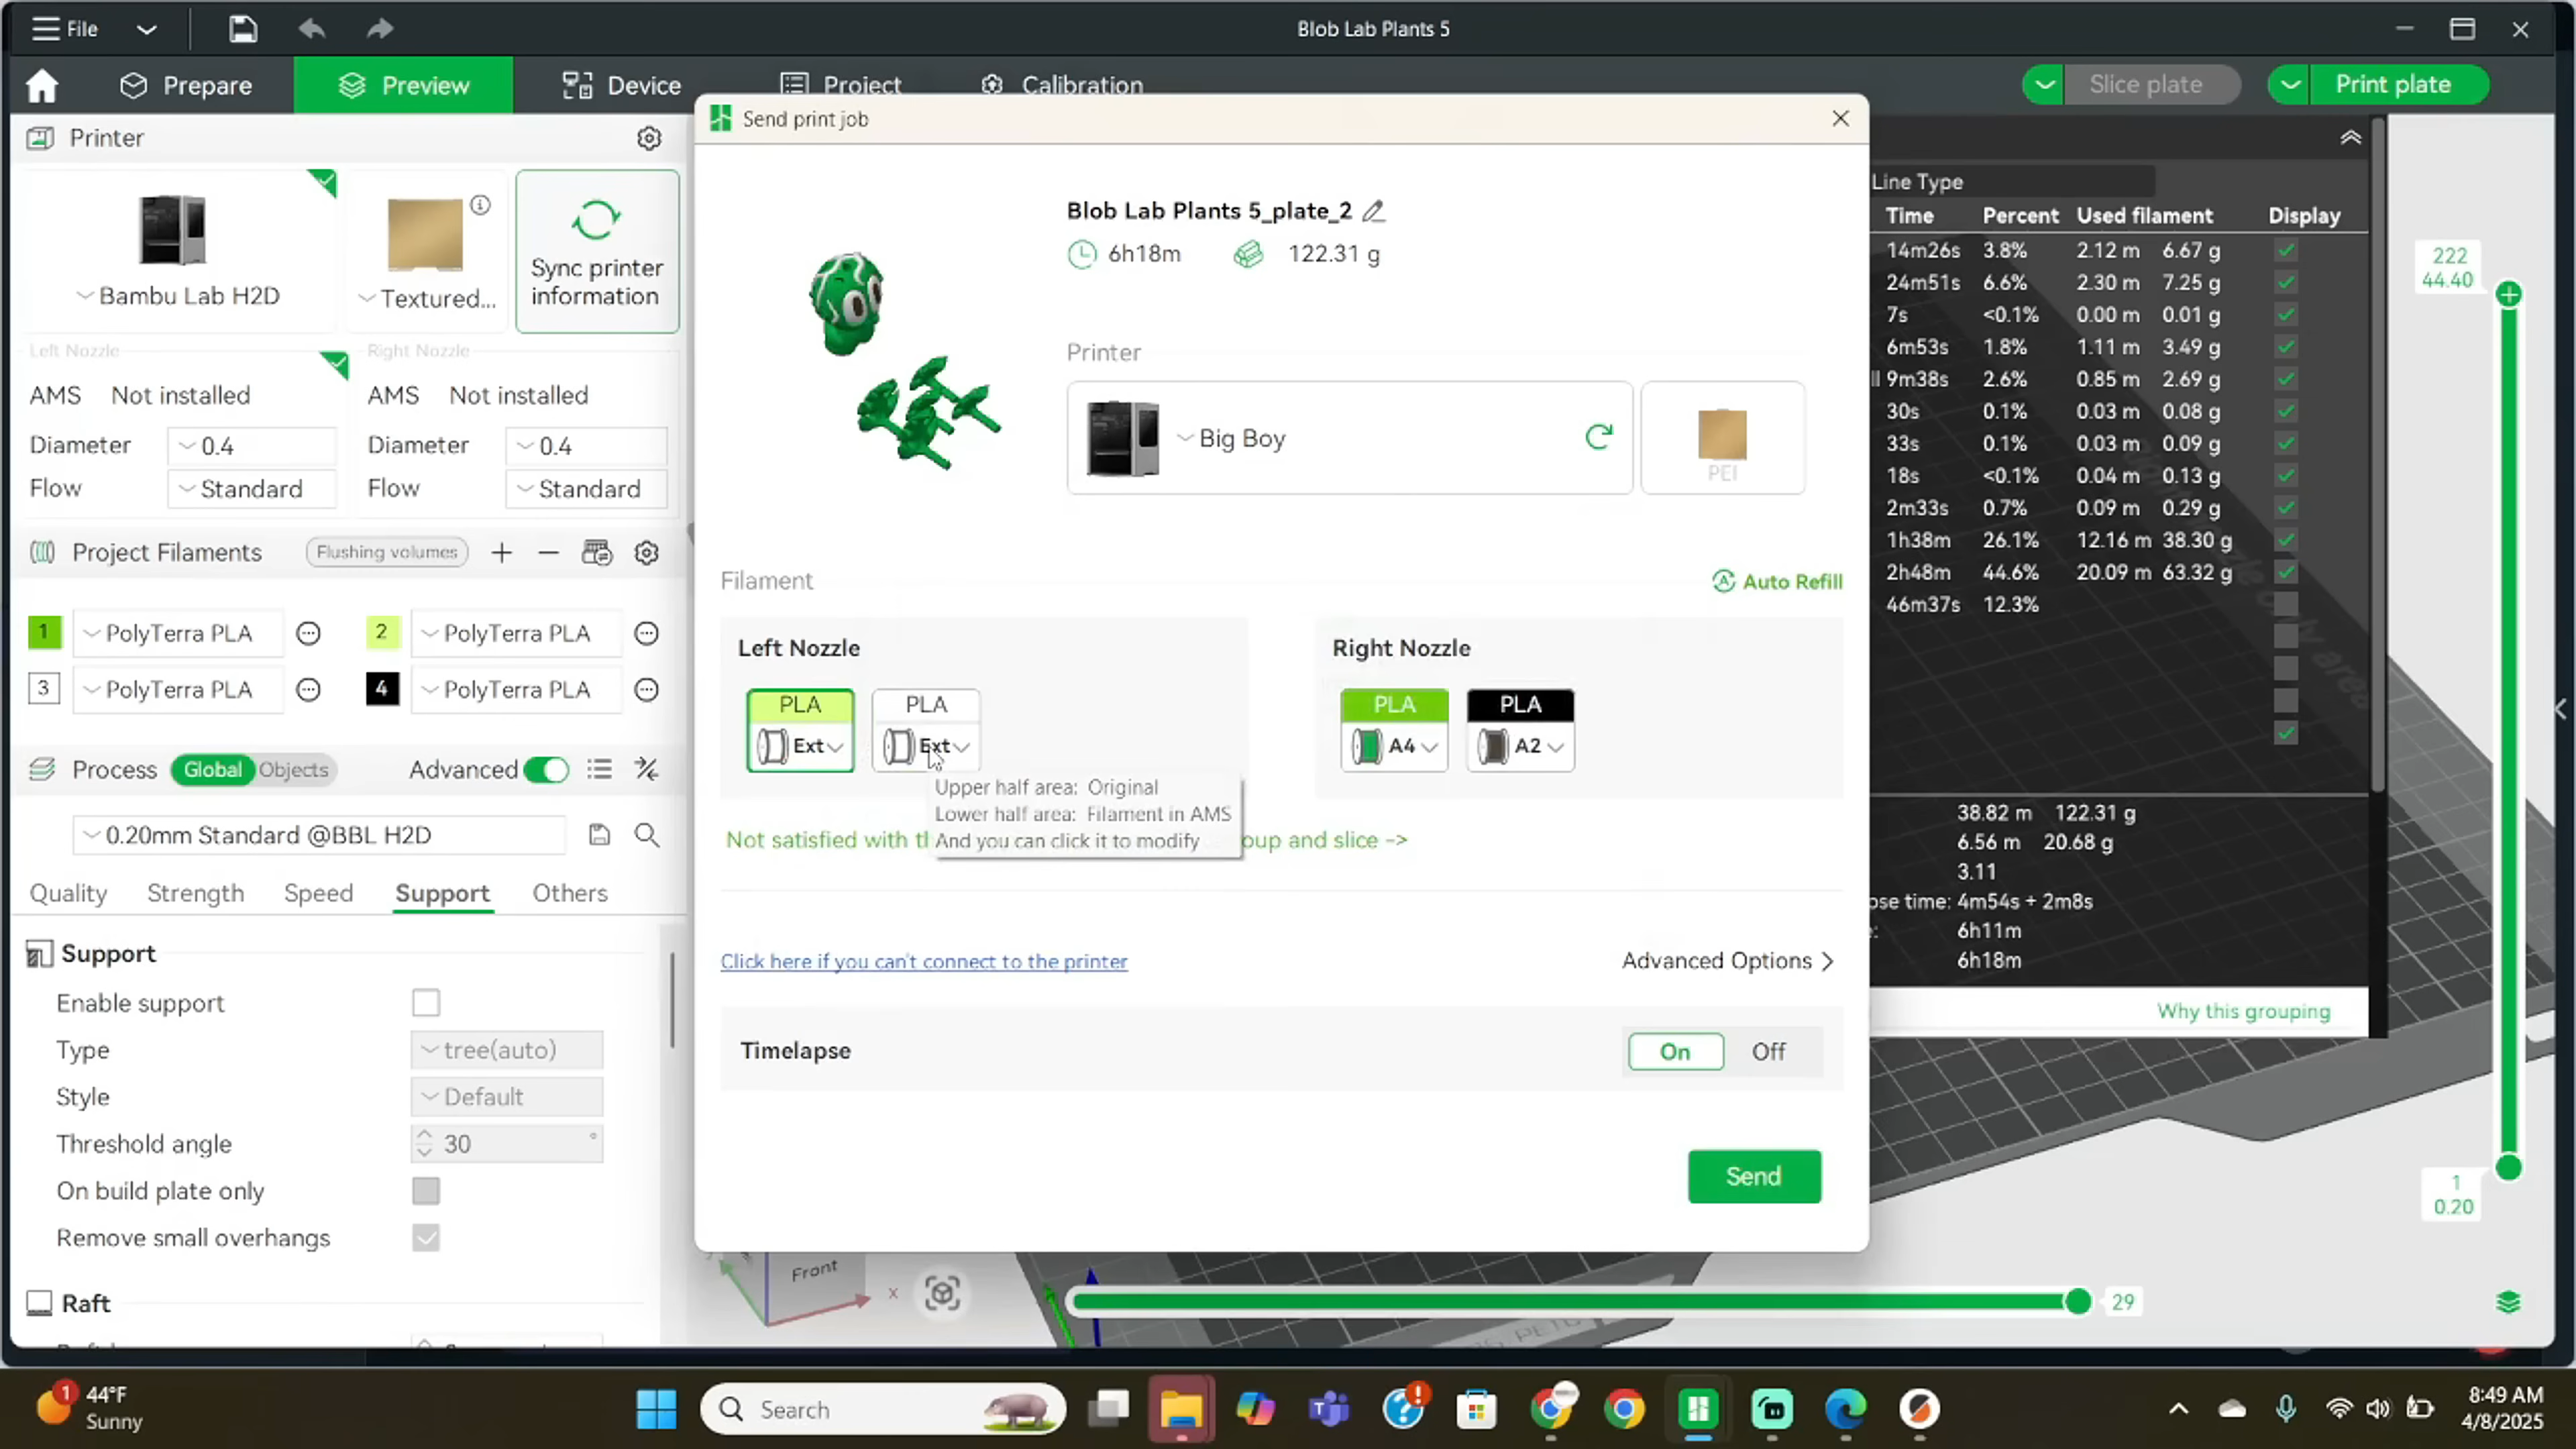 File
Blob Lab Plants 5
Prepare
Preview
Device
Project
Calibration
Slice plate
Print plate
Printer
Bambu Lab H2D
Textured...
Sync printer
information
Left Nozzle
Right Nozzle
AMS Not installed
AMS Not installed
Diameter 0.4
Diameter 0.4
Flow Standard
Flow Standard
Project Filaments
Flushing volumes
1 PolyTerra PLA
2 PolyTerra PLA
3 PolyTerra PLA
4 PolyTerra PLA
Process Global Objects Advanced
0.20mm Standard @BBL H2D
Quality Strength Speed Support Others
Support
Enable support
Type tree(auto)
Style Default
Threshold angle 30 °
On build plate only
Remove small overhangs
Raft
Send print job
Blob Lab Plants 5_plate_2
6h18m 122.31 g
Printer
Big Boy
PEI
Filament
Auto Refill
Left Nozzle
PLA
Ext
PLA
Ext
Right Nozzle
PLA
A4
PLA
A2
Upper half area: Original
Lower half area: Filament in AMS
And you can click it to modify
Not satisfied with th
oup and slice ->
Click here if you can't connect to the printer
Advanced Options
Timelapse
On Off
Send
Line Type
Time Percent Used filament Display
14m26s 3.8% 2.12 m 6.67 g
24m51s 6.6% 2.30 m 7.25 g
7s <0.1% 0.00 m 0.01 g
6m53s 1.8% 1.11 m 3.49 g
ll 9m38s 2.6% 0.85 m 2.69 g
30s 0.1% 0.03 m 0.08 g
33s 0.1% 0.03 m 0.09 g
18s <0.1% 0.04 m 0.13 g
2m33s 0.7% 0.09 m 0.29 g
1h38m 26.1% 12.16 m 38.30 g
2h48m 44.6% 20.09 m 63.32 g
46m37s 12.3%
38.82 m 122.31 g
6.56 m 20.68 g
3.11
ose time: 4m54s + 2m8s
6h11m
6h18m
Why this grouping
222
44.40
1
0.20
Front
x
29
1
44°F
Sunny
Search
8:49 AM
4/8/2025